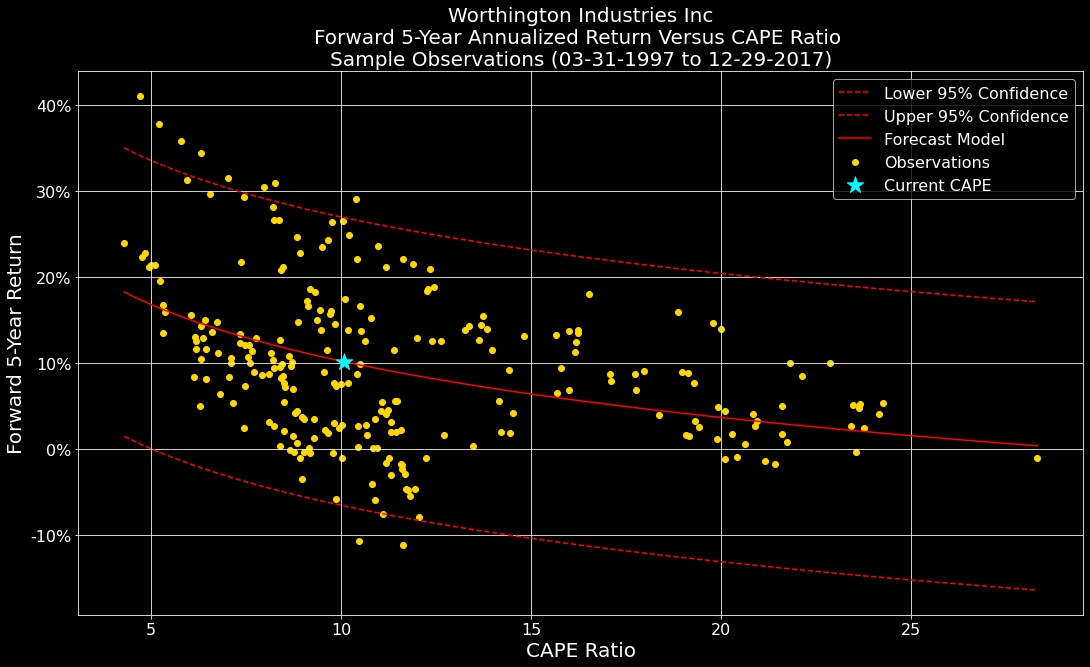 Worthington Industries Inc
Forward 5-Year Annualized Return Versus CAPE Ratio
Sample Observations (03-31-1997 to 12-29-2017)
Lower 95% Confidence
Upper 95% Confidence
Forecast Model
Observations
Current CAPE
Forward 5-Year Return
40%
30%
20%
10%
0%
-10%
5 10 15 20 25
CAPE Ratio